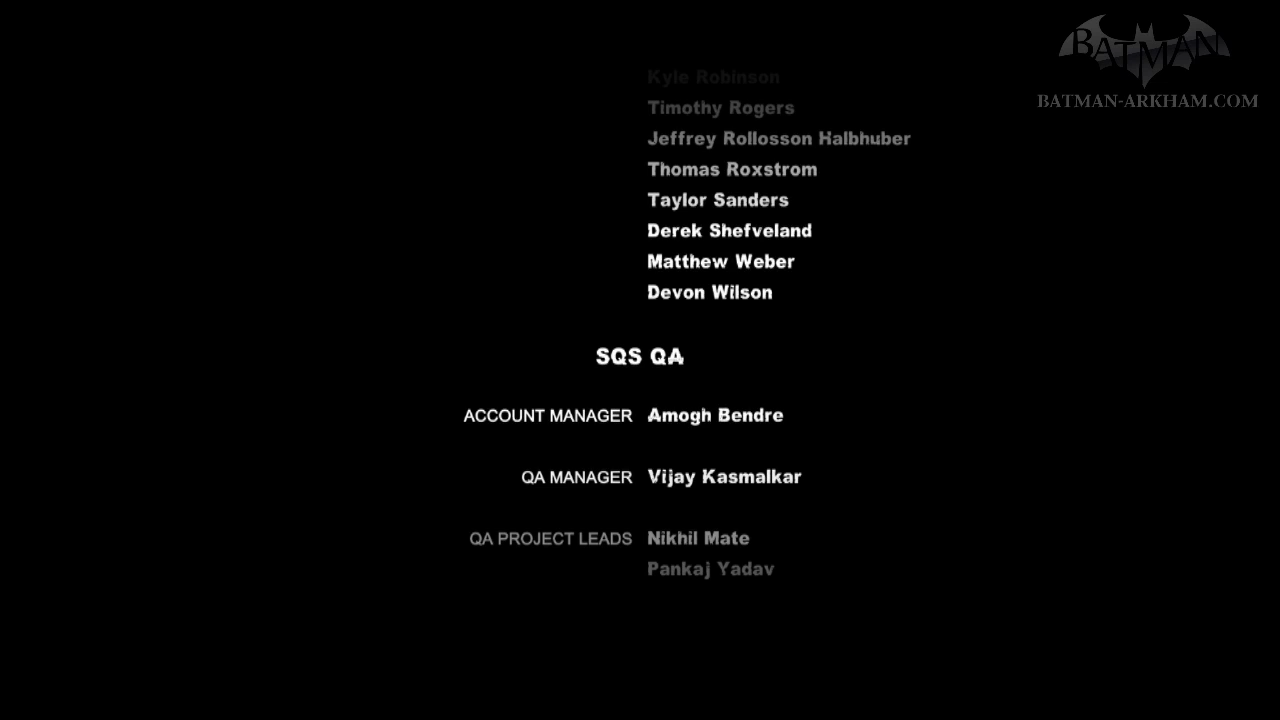 BATMAN
BATMAN-ARKHAM.COM
Kyle Robinson
Timothy Rogers
Jeffrey Rollosson Halbhuber
Thomas Roxstrom
Taylor Sanders
Derek Shefveland
Matthew Weber
Devon Wilson
SQS QA
ACCOUNT MANAGER Amogh Bendre
QA MANAGER Vijay Kasmalkar
QA PROJECT LEADS Nikhil Mate
Pankaj Yadav